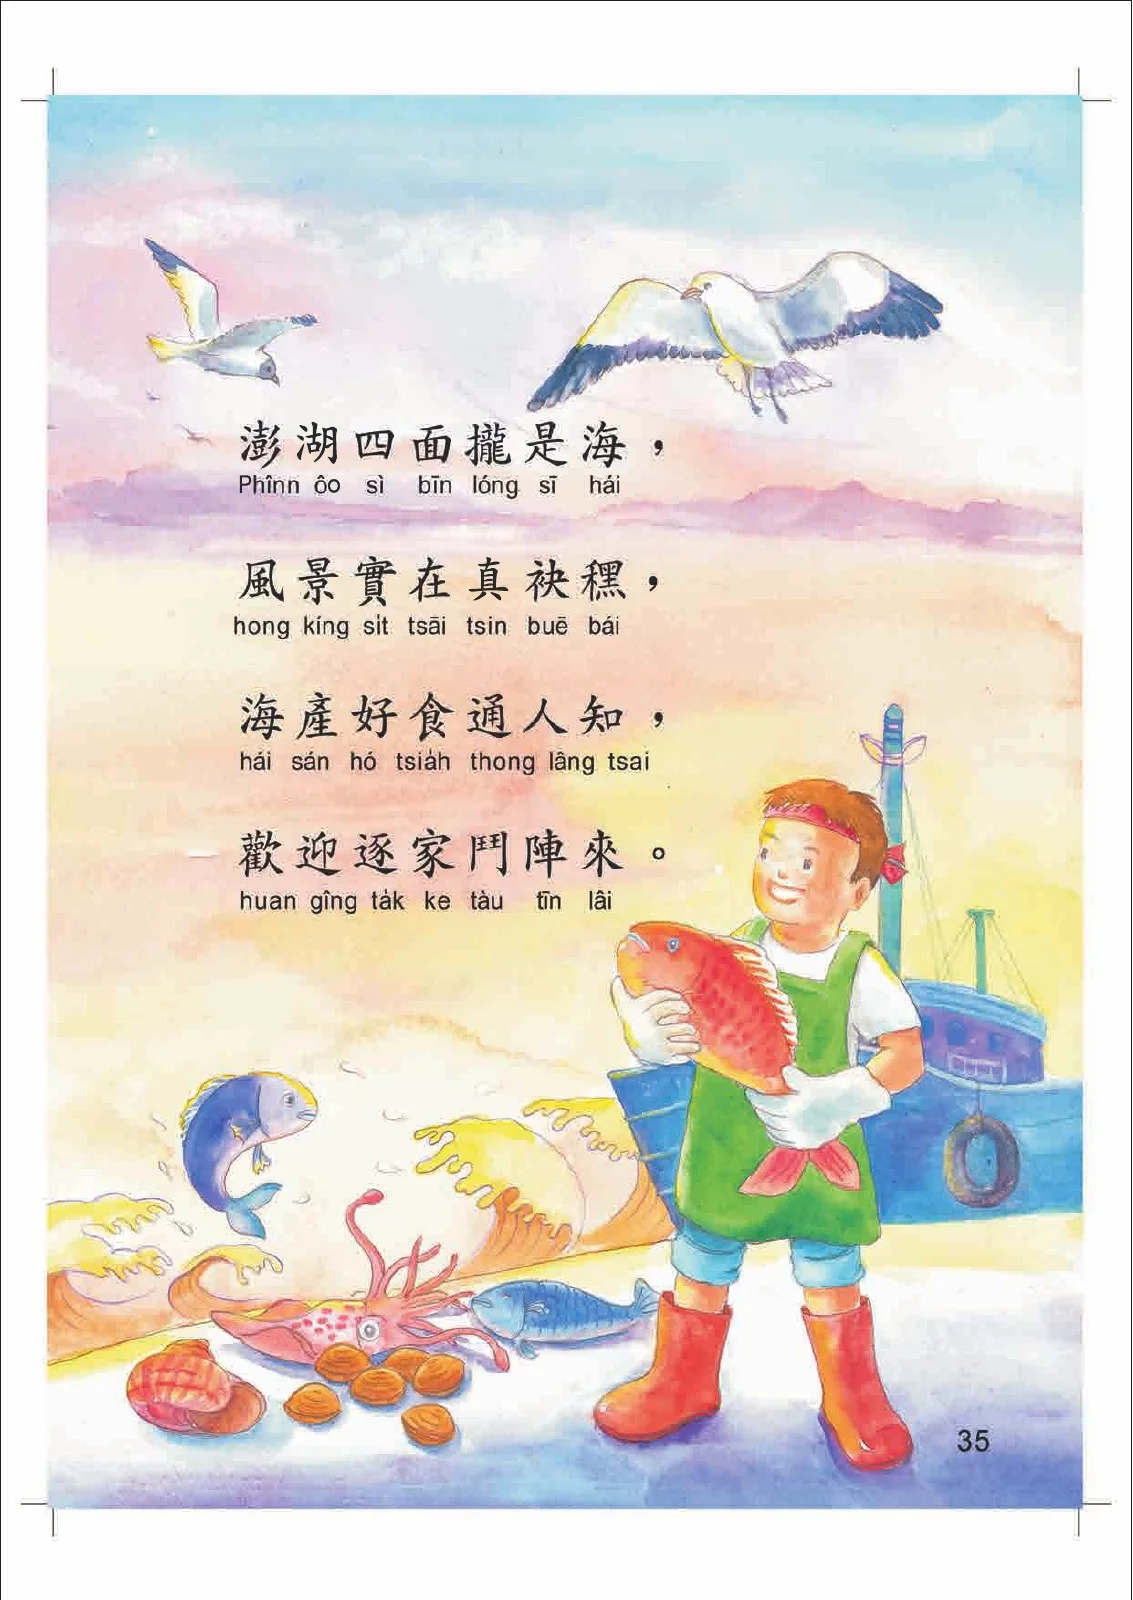 澎湖四面攏是海，
Phînn ôo sì bīn lóng sī hái
風景實在真袂䆀，
hong kíng si̍t tsāi tsin buē bái
海產好食通人知，
hái sán hó tsia̍h thong lâng tsai
歡迎逐家鬥陣來。
huan gîng ta̍k ke tàu tīn lâi
35